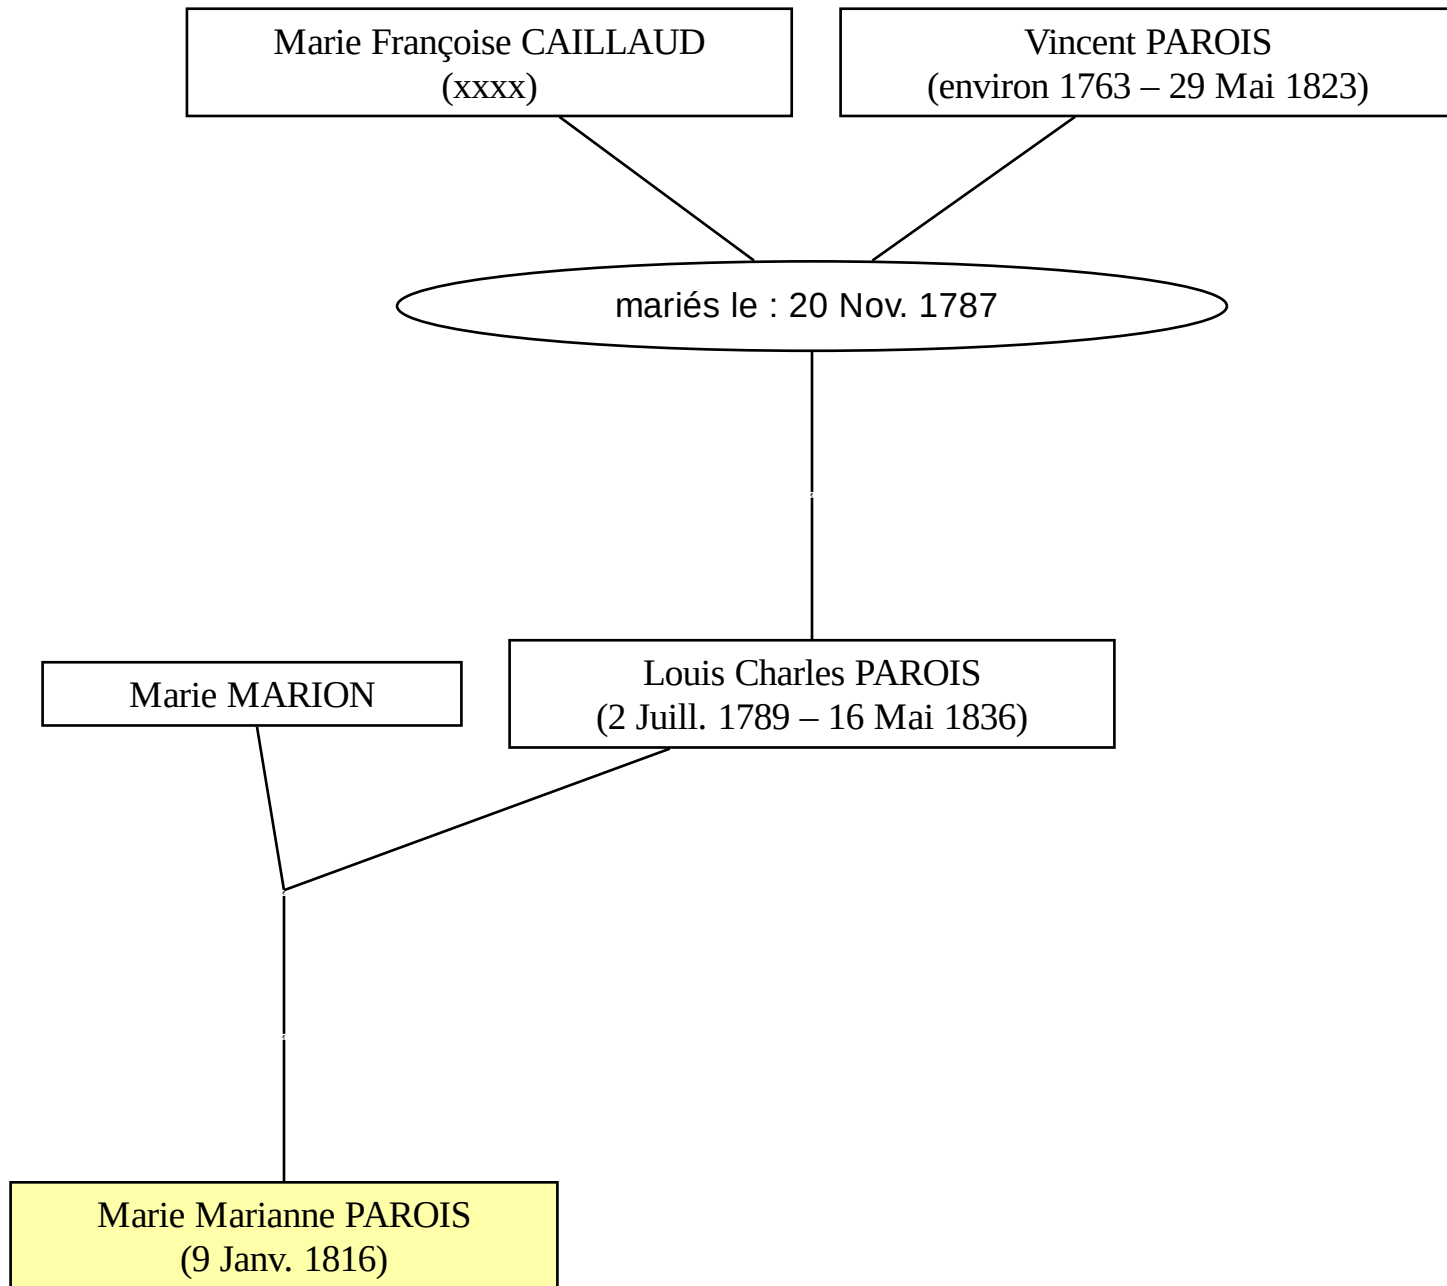 Marie Françoise CAILLAUD
(xxxx)
Vincent PAROIS
(environ 1763 – 29 Mai 1823)
mariés le : 20 Nov. 1787
Marie MARION
Louis Charles PAROIS
(2 Juill. 1789 – 16 Mai 1836)
Marie Marianne PAROIS
(9 Janv. 1816)